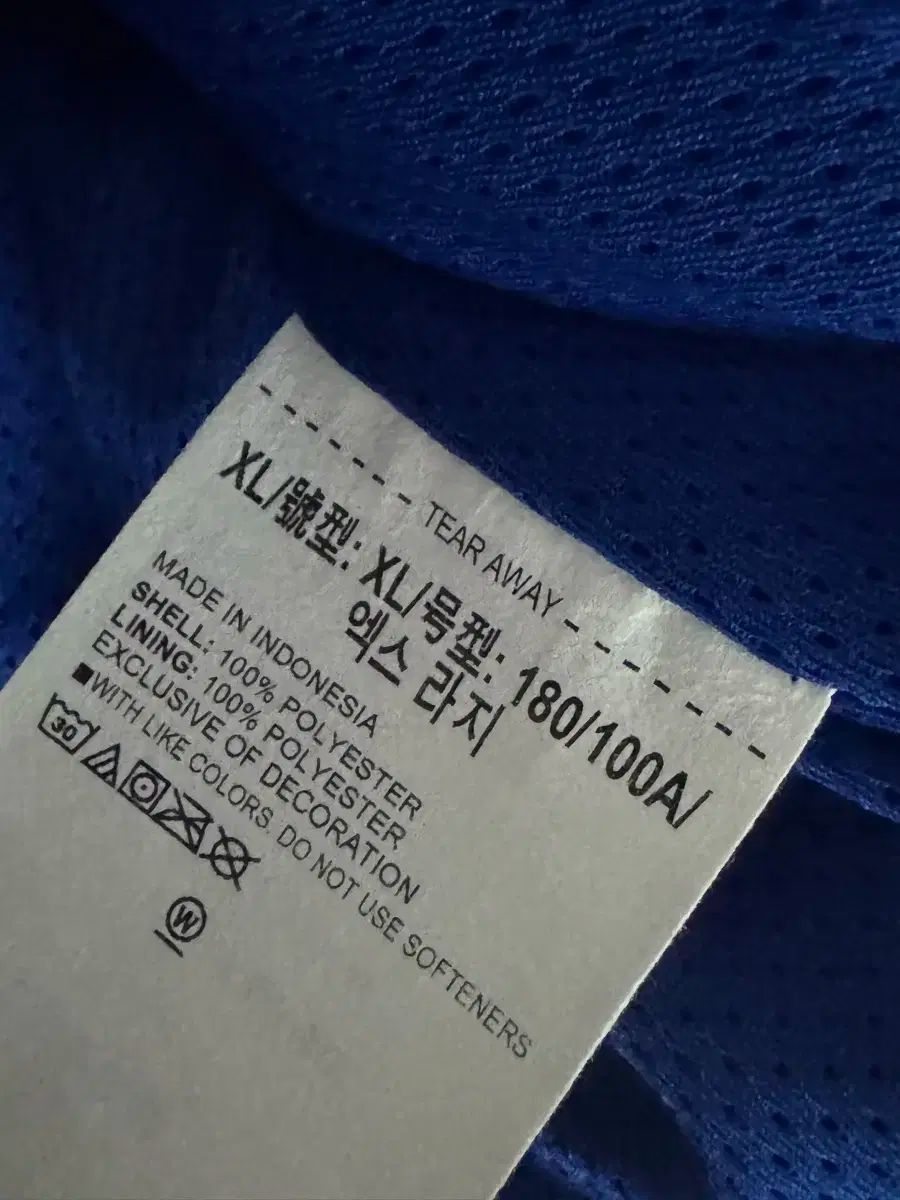 - - - - - - TEAR AWAY - - - - - - -
XL/號型: XL/号型: 180/100A/
엑스 라지
MADE IN INDONESIA
SHELL: 100% POLYESTER
LINING: 100% POLYESTER
EXCLUSIVE OF DECORATION
■WITH LIKE COLORS. DO NOT USE SOFTENERS
30
W